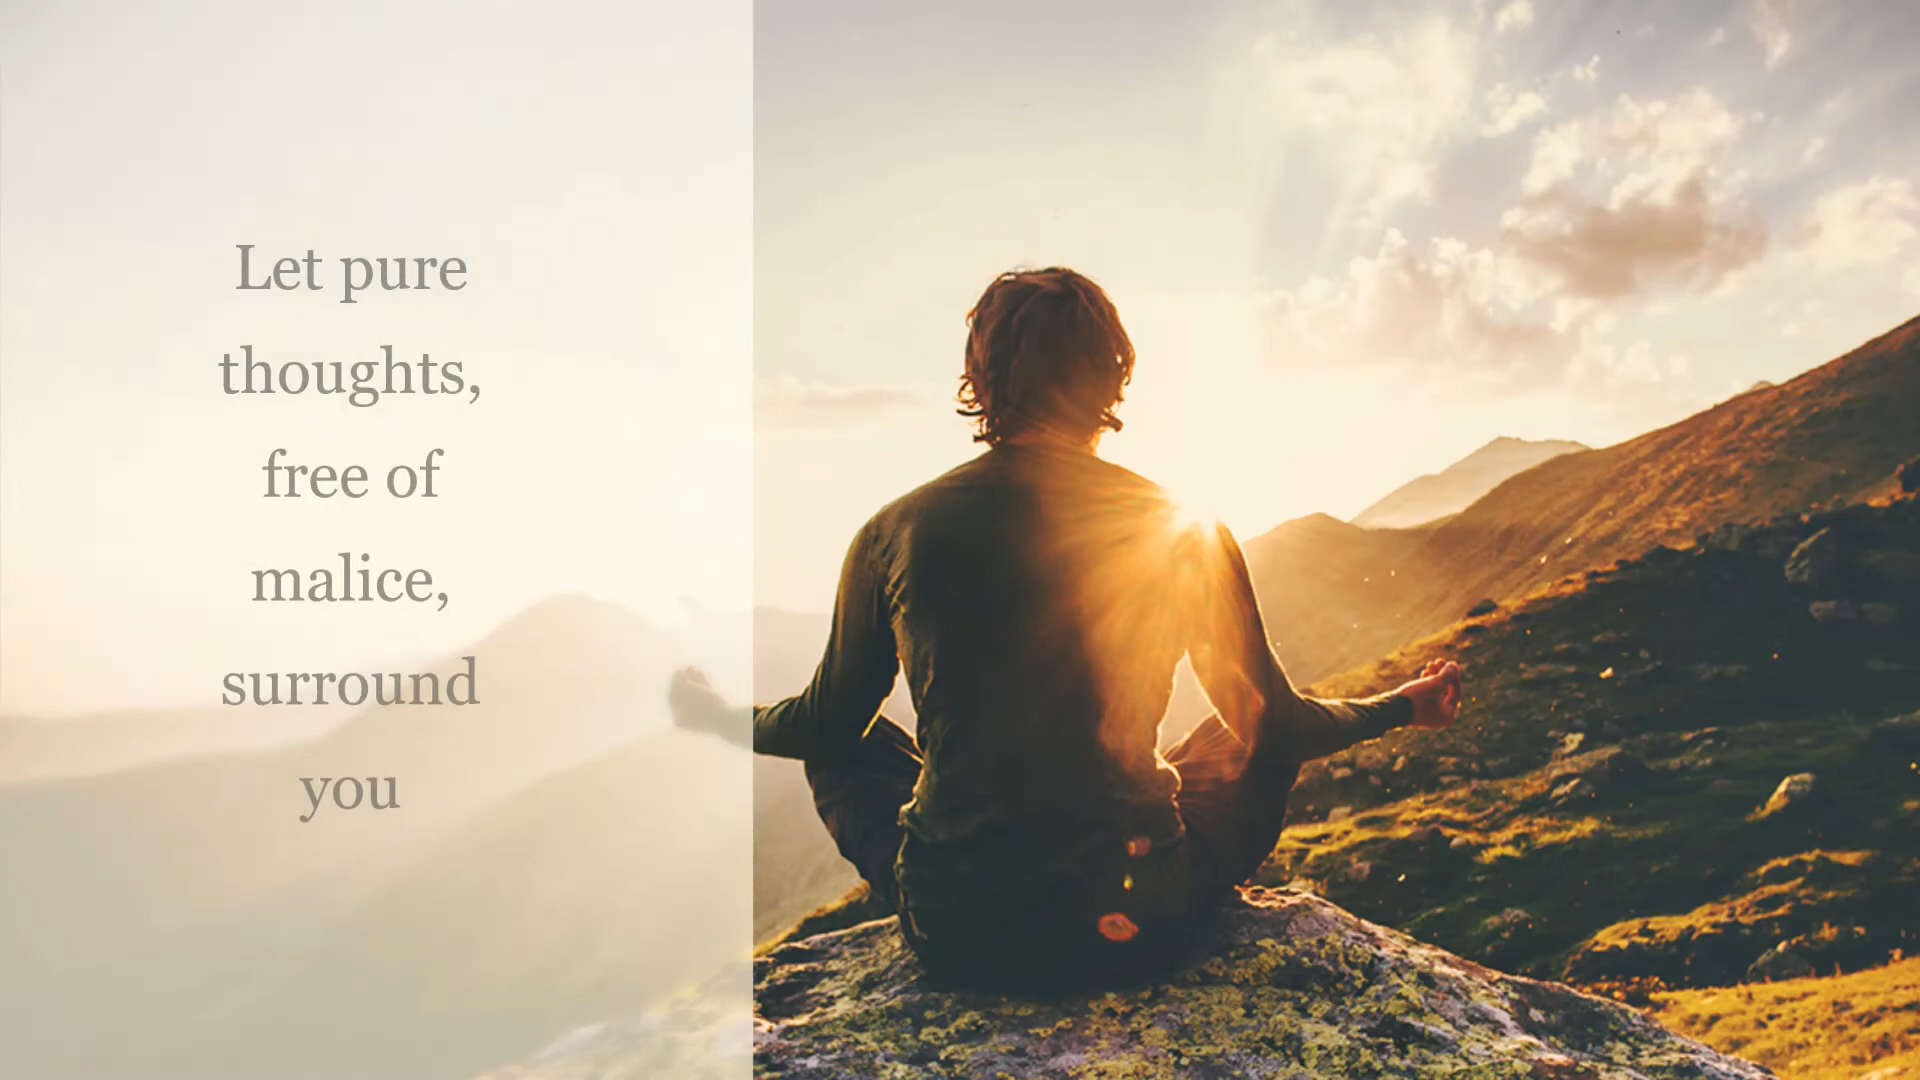 Let pure
thoughts,
free of
malice,
surround
you